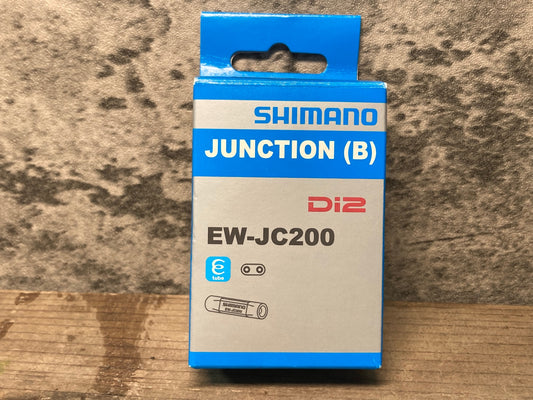 SHIMANO
JUNCTION (B)
Di2
EW-JC200
tube
SHIMANO
EW-JC200